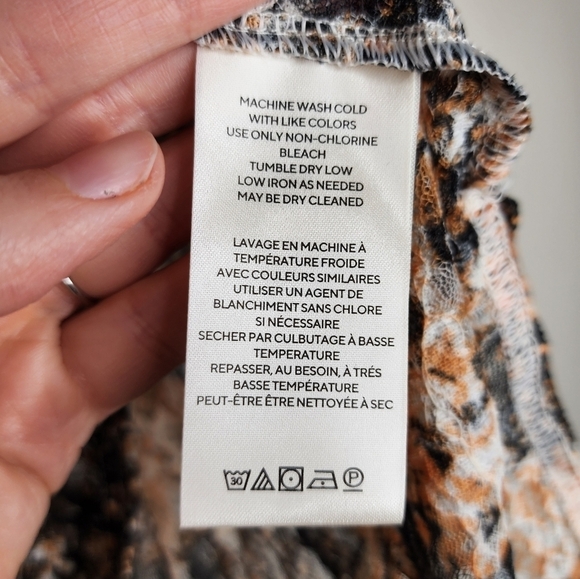 MACHINE WASH COLD
WITH LIKE COLORS
USE ONLY NON-CHLORINE
BLEACH
TUMBLE DRY LOW
LOW IRON AS NEEDED
MAY BE DRY CLEANED
LAVAGE EN MACHINE À
TEMPÉRATURE FROIDE
AVEC COULEURS SIMILAIRES
UTILISER UN AGENT DE
BLANCHIMENT SANS CHLORE
SI NÉCESSAIRE
SECHER PAR CULBUTAGE À BASSE
TEMPERATURE
REPASSER, AU BESOIN, À TRÉS
BASSE TEMPÉRATURE
PEUT-ÊTRE ÊTRE NETTOYÉE À SEC
30 P